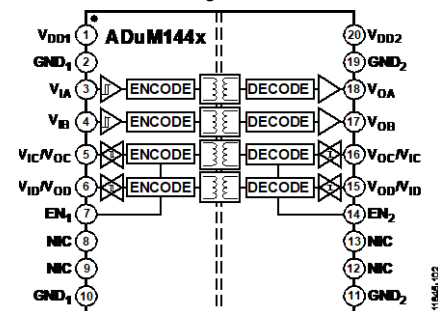 ADuM144x
VDD1 1 20 VDD2
GND1 2 19 GND2
VIA 3 ENCODE DECODE 18 VOA
VIB 4 ENCODE DECODE 17 VOB
VIC/VOC 5 ENCODE DECODE 16 VOC/VIC
VID/VOD 6 ENCODE DECODE 15 VOD/VID
EN1 7 14 EN2
NIC 8 13 NIC
NIC 9 12 NIC
GND1 10 11 GND2